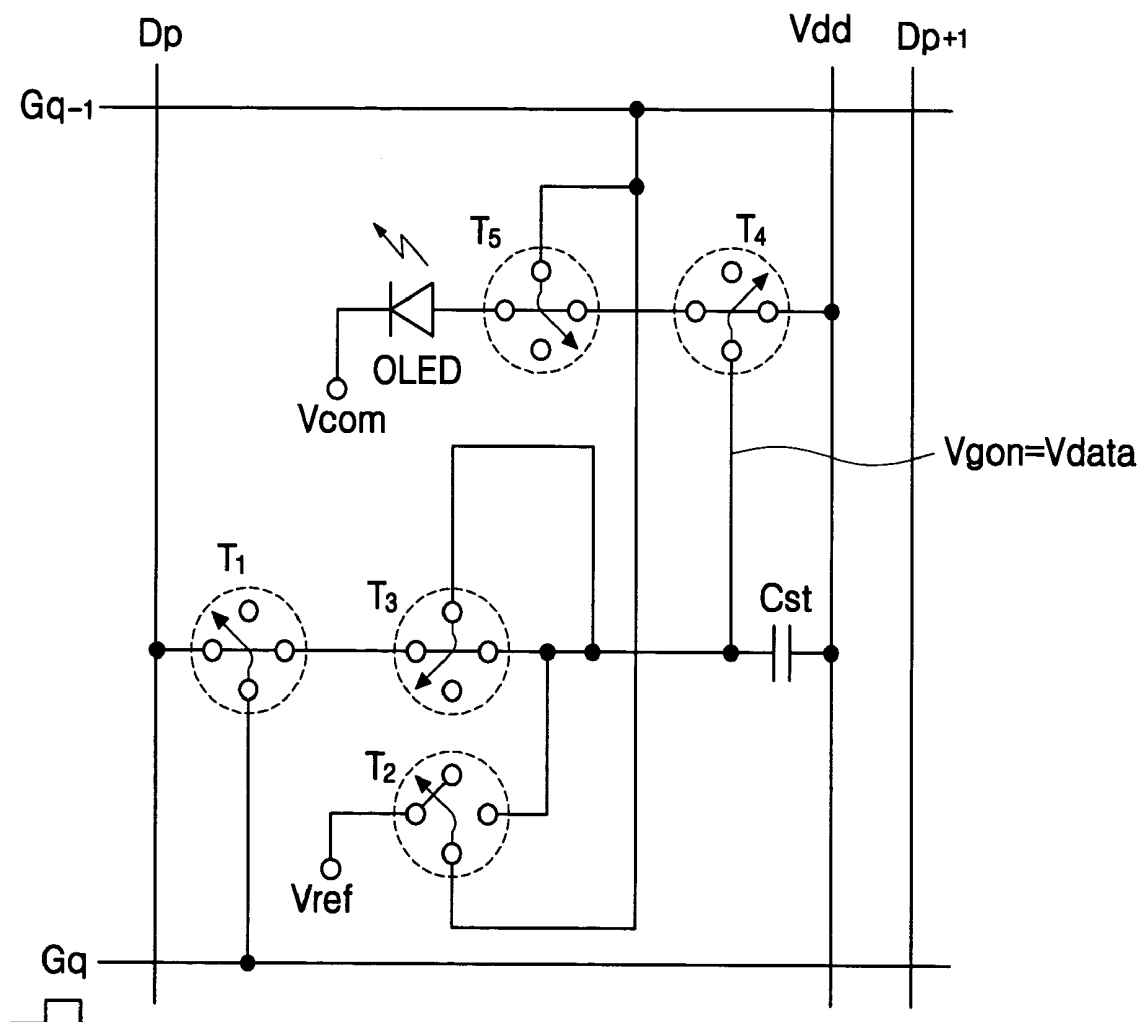 Dp
Vdd
Dp+1
Gq-1
T5
T4
OLED
Vcom
Vgon=Vdata
T1
T3
Cst
T2
Vref
Gq